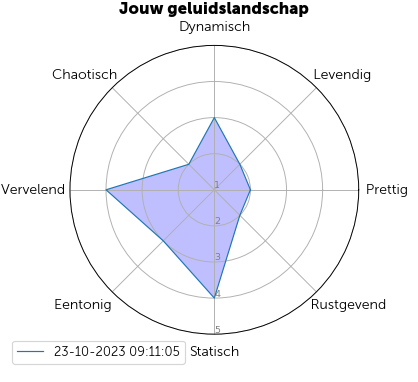 Jouw geluidslandschap
Dynamisch
Chaotisch
Levendig
Vervelend
Prettig
1
2
3
4
5
Eentonig
Rustgevend
Statisch
23-10-2023 09:11:05